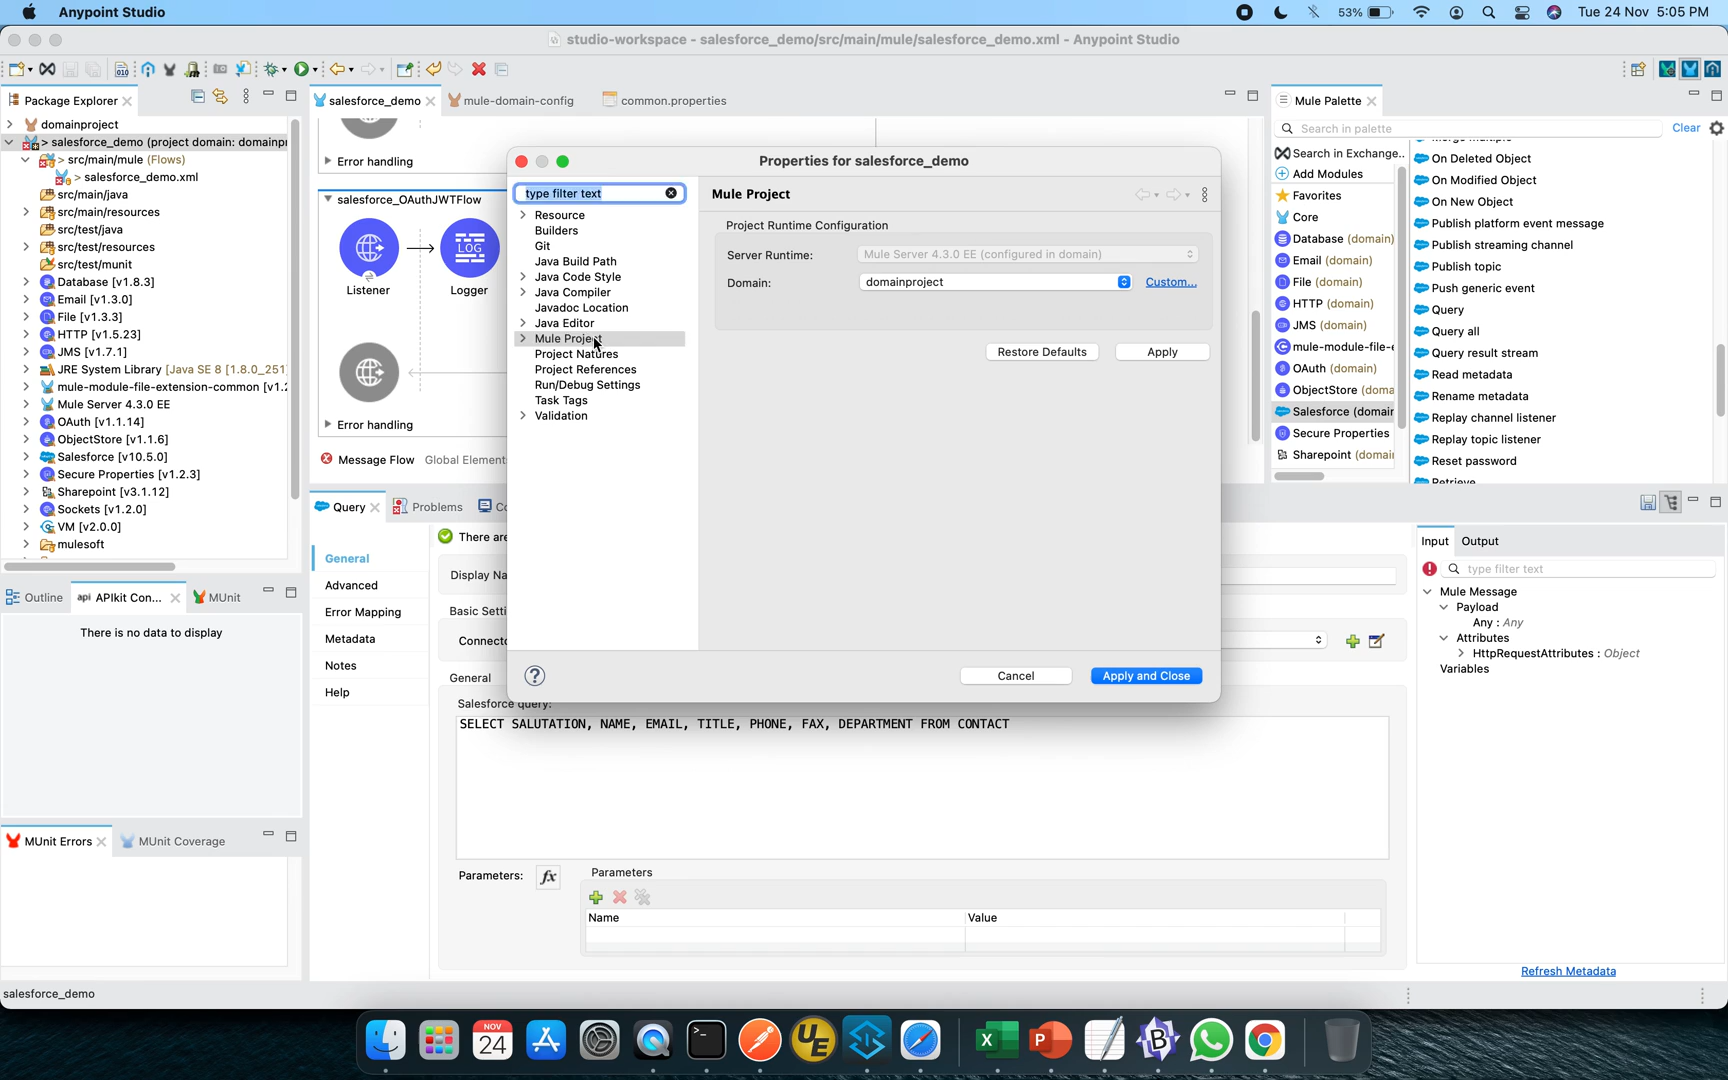 Anypoint Studio
53%
Tue 24 Nov 5:05 PM
studio-workspace - salesforce_demo/src/main/mule/salesforce_demo.xml - Anypoint Studio
Package Explorer
domainproject
> salesforce_demo (project domain: domainpr
> src/main/mule (Flows)
> salesforce_demo.xml
src/main/java
src/main/resources
src/test/java
src/test/resources
src/test/munit
Database [v1.8.3]
Email [v1.3.0]
File [v1.3.3]
HTTP [v1.5.23]
JMS [v1.7.1]
JRE System Library [Java SE 8 [1.8.0_251
mule-module-file-extension-common [v1.2
Mule Server 4.3.0 EE
OAuth [v1.1.14]
ObjectStore [v1.1.6]
Salesforce [v10.5.0]
Secure Properties [v1.2.3]
Sharepoint [v3.1.12]
Sockets [v1.2.0]
VM [v2.0.0]
mulesoft
Outline
api APIkit Con...
MUnit
There is no data to display
MUnit Errors
MUnit Coverage
salesforce_demo
salesforce_demo
mule-domain-config
common.properties
Error handling
salesforce_OAuthJWTFlow
LOG
Listener
Logger
Error handling
Message Flow
Global Element
Properties for salesforce_demo
type filter text
Resource
Builders
Git
Java Build Path
Java Code Style
Java Compiler
Javadoc Location
Java Editor
Mule Project
Project Natures
Project References
Run/Debug Settings
Task Tags
Validation
Mule Project
Project Runtime Configuration
Server Runtime:
Mule Server 4.3.0 EE (configured in domain)
Domain:
domainproject
Custom...
Restore Defaults
Apply
?
Cancel
Apply and Close
Query
Problems
Co
There are
General
Advanced
Error Mapping
Metadata
Notes
Help
Display Na
Basic Setti
Connecto
General
Salesforce query:
SELECT SALUTATION, NAME, EMAIL, TITLE, PHONE, FAX, DEPARTMENT FROM CONTACT
Parameters:
fx
Parameters
Name
Value
Mule Palette
Search in palette
Clear
Search in Exchange..
Add Modules
Favorites
Core
Database (domain)
Email (domain)
File (domain)
HTTP (domain)
JMS (domain)
mule-module-file-e
OAuth (domain)
ObjectStore (doma
Salesforce (domair
Secure Properties
Sharepoint (domai
On Deleted Object
On Modified Object
On New Object
Publish platform event message
Publish streaming channel
Publish topic
Push generic event
Query
Query all
Query result stream
Read metadata
Rename metadata
Replay channel listener
Replay topic listener
Reset password
Retrieve
Input
Output
type filter text
Mule Message
Payload
Any : Any
Attributes
HttpRequestAttributes : Object
Variables
Refresh Metadata
NOV
24
UE
X
P
B